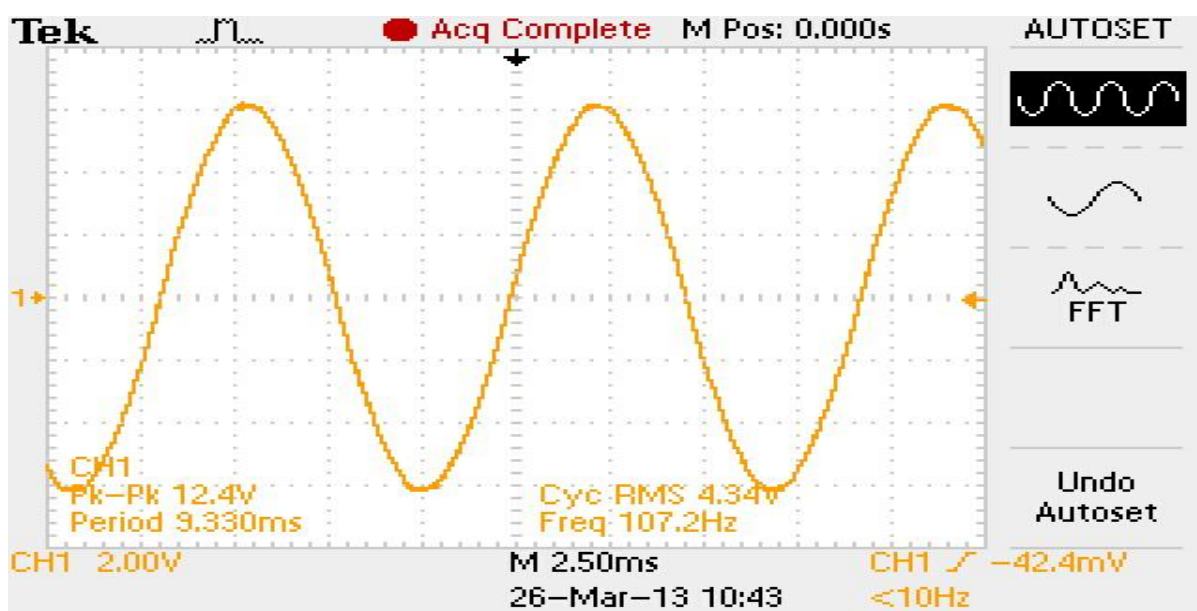 Tek Acq Complete M Pos: 0.000s AUTOSET
1
FFT
CH1
Pk-Pk 12.4V Cyc RMS 4.34V
Period 9.330ms Freq 107.2Hz
Undo
Autoset
CH1 2.00V M 2.50ms CH1 -42.4mV
26-Mar-13 10:43 <10Hz